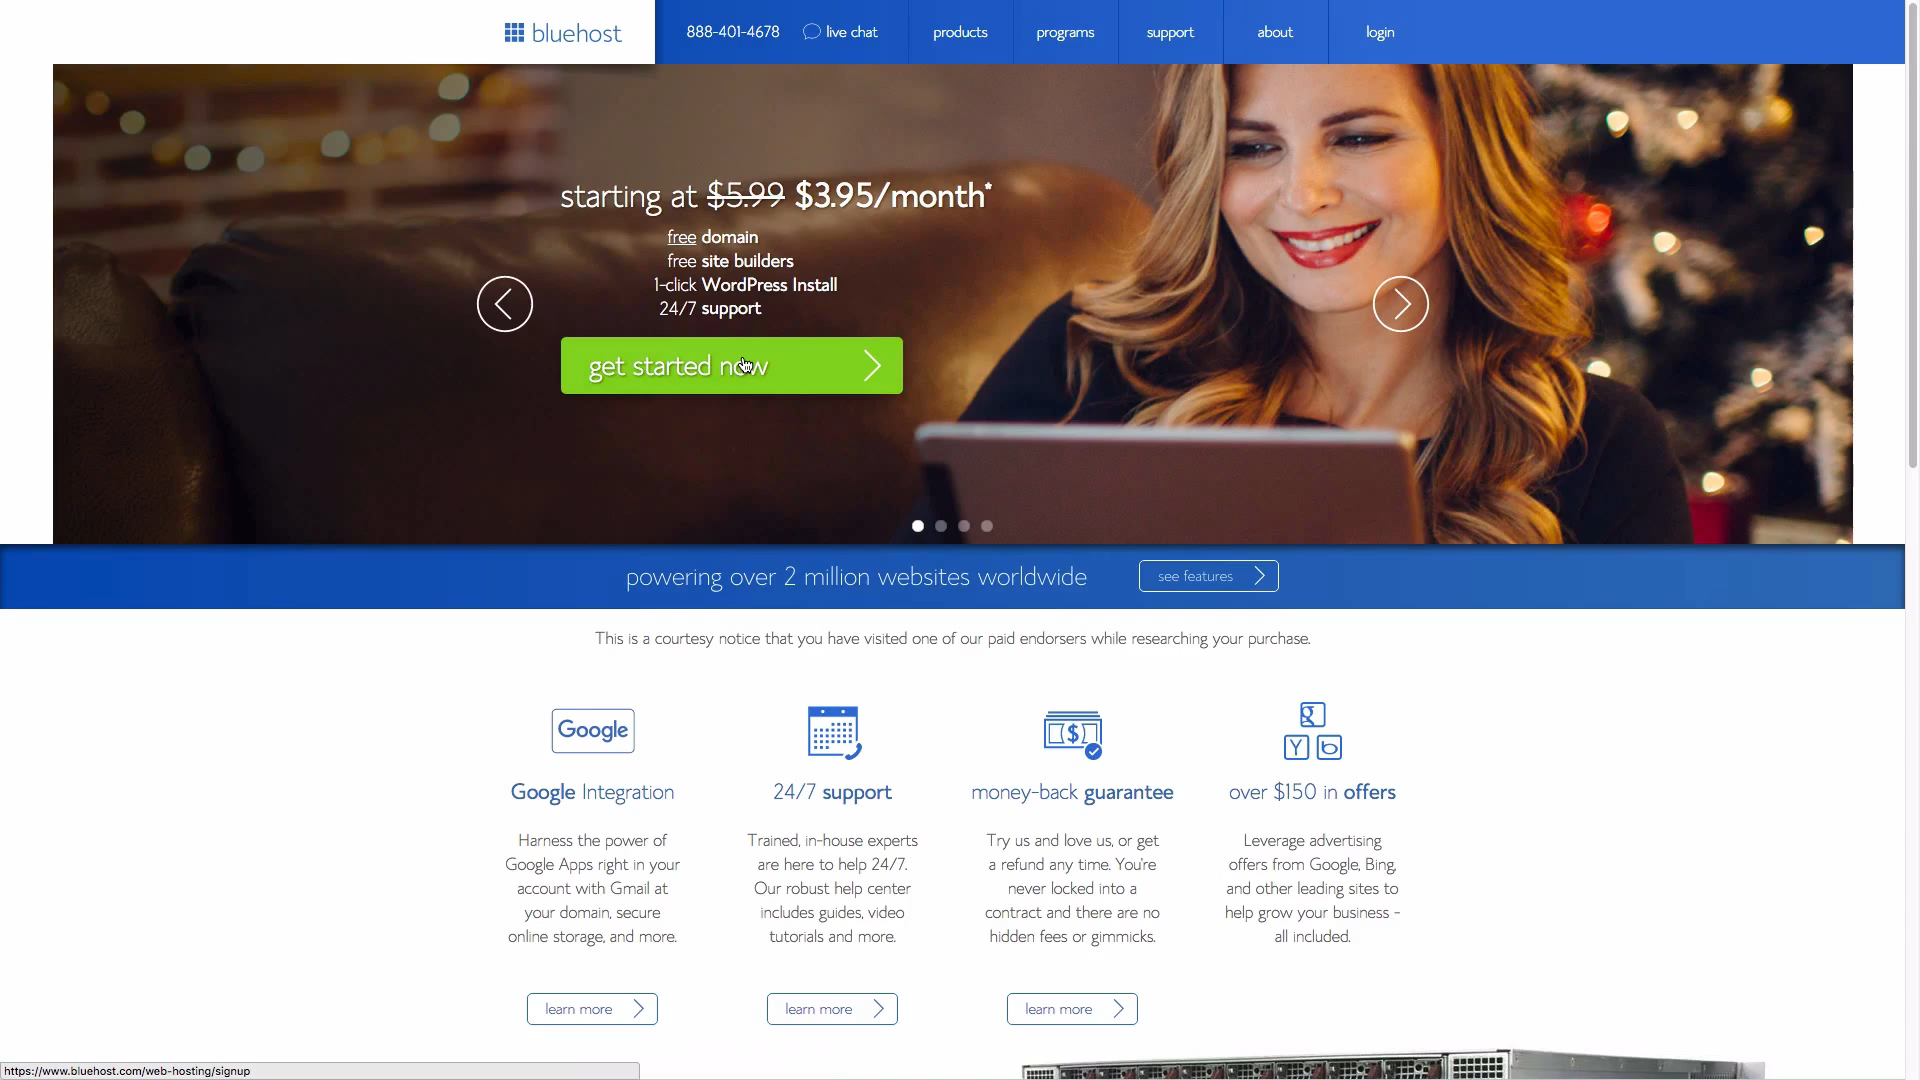 bluehost
888-401-4678
live chat
products
programs
support
about
login
starting at $5.99 $3.95/month*
free domain
free site builders
1-click WordPress Install
24/7 support
get started now
powering over 2 million websites worldwide
see features
This is a courtesy notice that you have visited one of our paid endorsers while researching your purchase.
Google
Google Integration
Harness the power of
Google Apps right in your
account with Gmail at
your domain, secure
online storage, and more.
learn more
24/7 support
Trained, in-house experts
are here to help 24/7.
Our robust help center
includes guides, video
tutorials and more.
learn more
$
money-back guarantee
Try us and love us, or get
a refund any time. You're
never locked into a
contract and there are no
hidden fees or gimmicks.
learn more
g
Y b
over $150 in offers
Leverage advertising
offers from Google, Bing,
and other leading sites to
help grow your business -
all included.
https://www.bluehost.com/web-hosting/signup